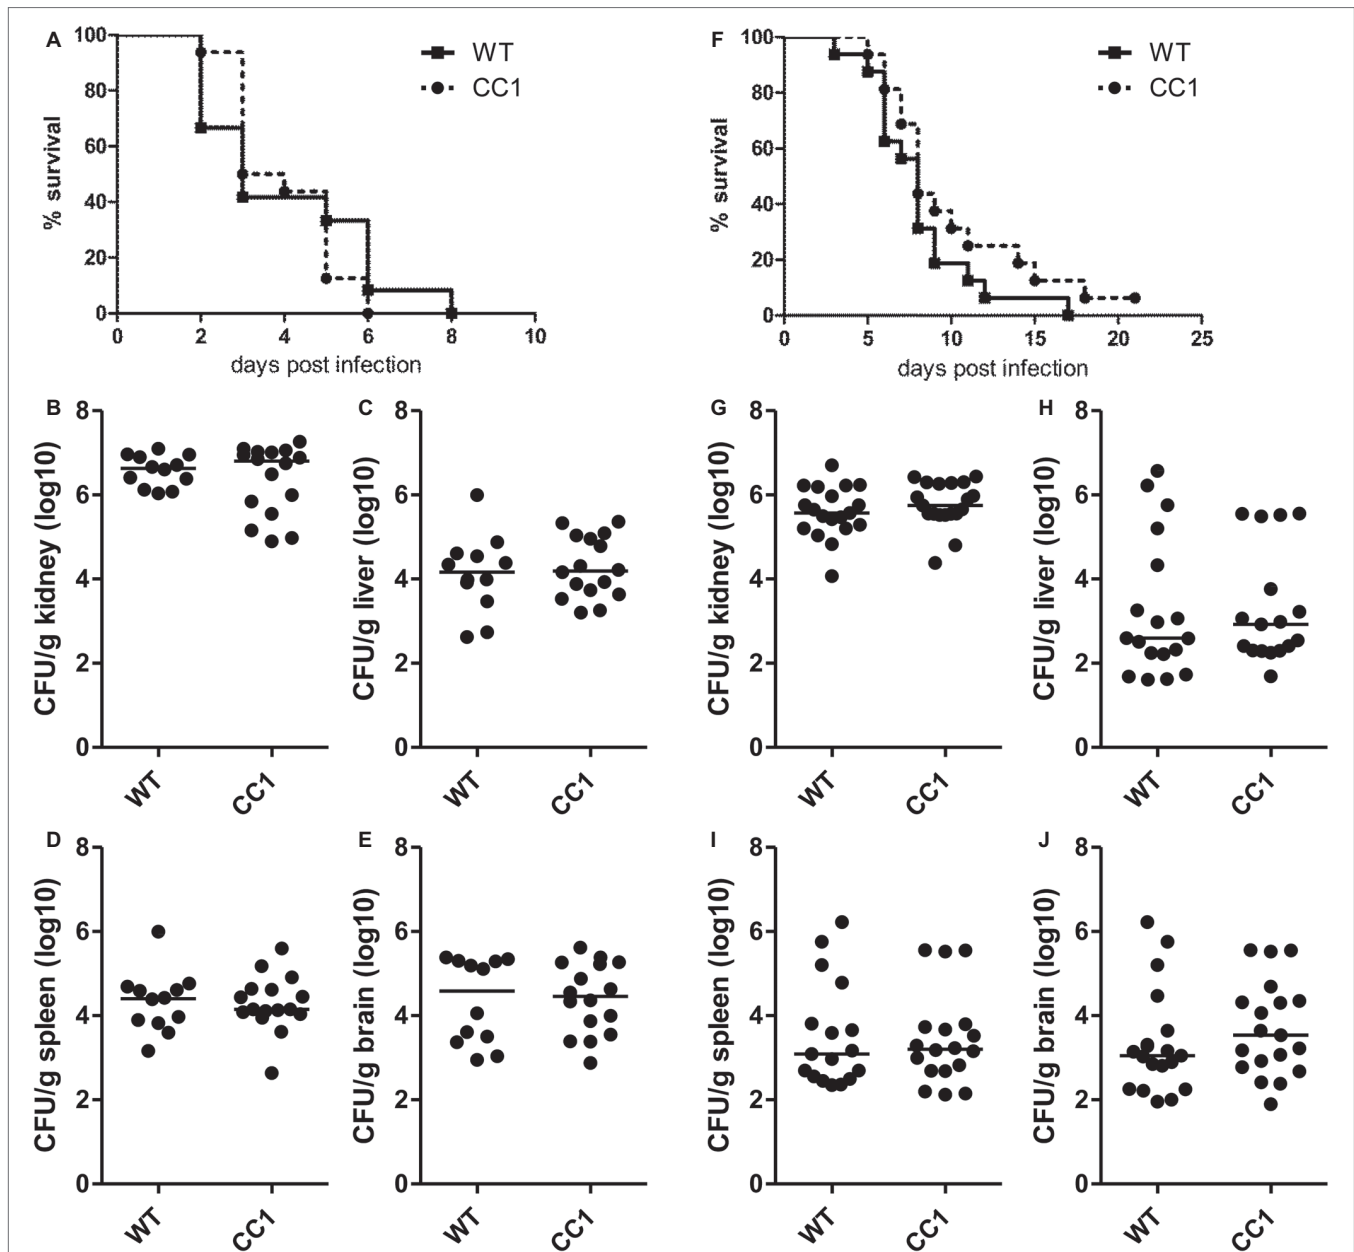 A
100
80
60
40
20
0
% survival
0 2 4 6 8 10
days post infection
WT
CC1
F
100
80
60
40
20
0
% survival
0 5 10 15 20 25
days post infection
WT
CC1
B
8
6
4
2
0
CFU/g kidney (log10)
WT CC1
C
8
6
4
2
0
CFU/g liver (log10)
WT CC1
G
8
6
4
2
0
CFU/g kidney (log10)
WT CC1
H
8
6
4
2
0
CFU/g liver (log10)
WT CC1
D
8
6
4
2
0
CFU/g spleen (log10)
WT CC1
E
8
6
4
2
0
CFU/g brain (log10)
WT CC1
I
8
6
4
2
0
CFU/g spleen (log10)
WT CC1
J
8
6
4
2
0
CFU/g brain (log10)
WT CC1